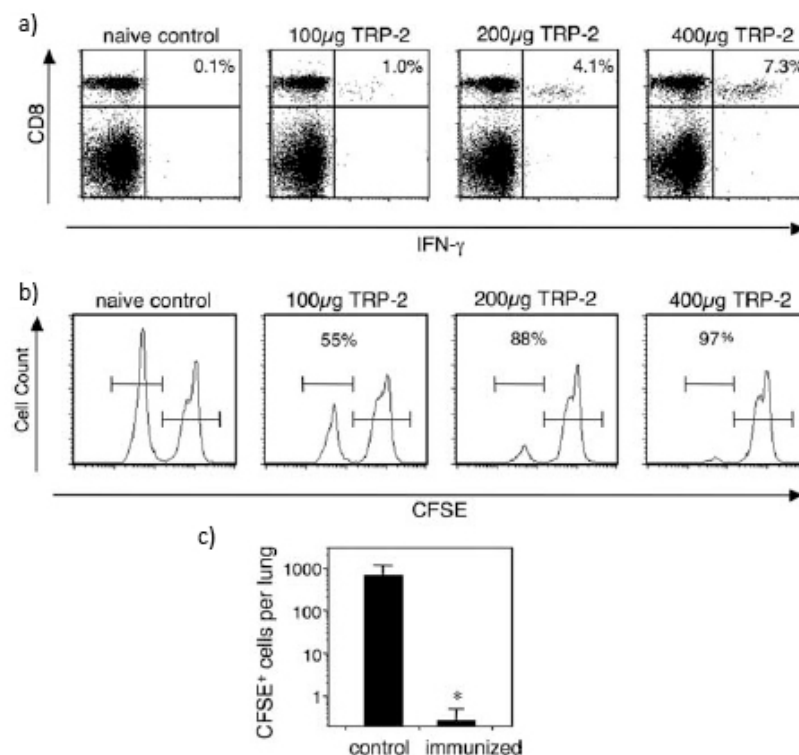 a)
naive control 100µg TRP-2 200µg TRP-2 400µg TRP-2
0.1% 1.0% 4.1% 7.3%
CD8
IFN-γ
b)
naive control 100µg TRP-2 200µg TRP-2 400µg TRP-2
55% 88% 97%
Cell Count
CFSE
c)
CFSE+ cells per lung
1000
100
10
1
*
control immunized